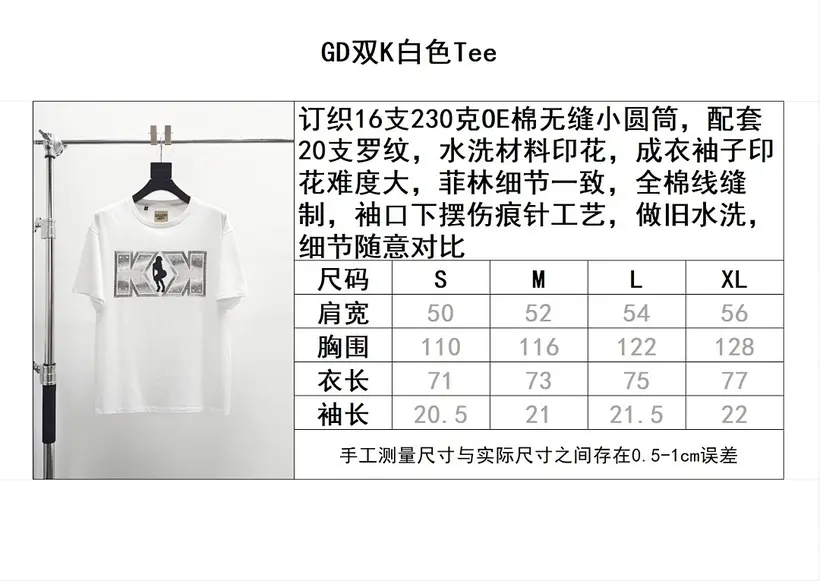 GD双K白色Tee
订织16支230克OE棉无缝小圆筒，配套
20支罗纹，水洗材料印花，成衣袖子印
花难度大，菲林细节一致，全棉线缝
制，袖口下摆伤痕针工艺，做旧水洗，
细节随意对比
尺码 S M L XL
肩宽 50 52 54 56
胸围 110 116 122 128
衣长 71 73 75 77
袖长 20.5 21 21.5 22
手工测量尺寸与实际尺寸之间存在0.5-1cm误差